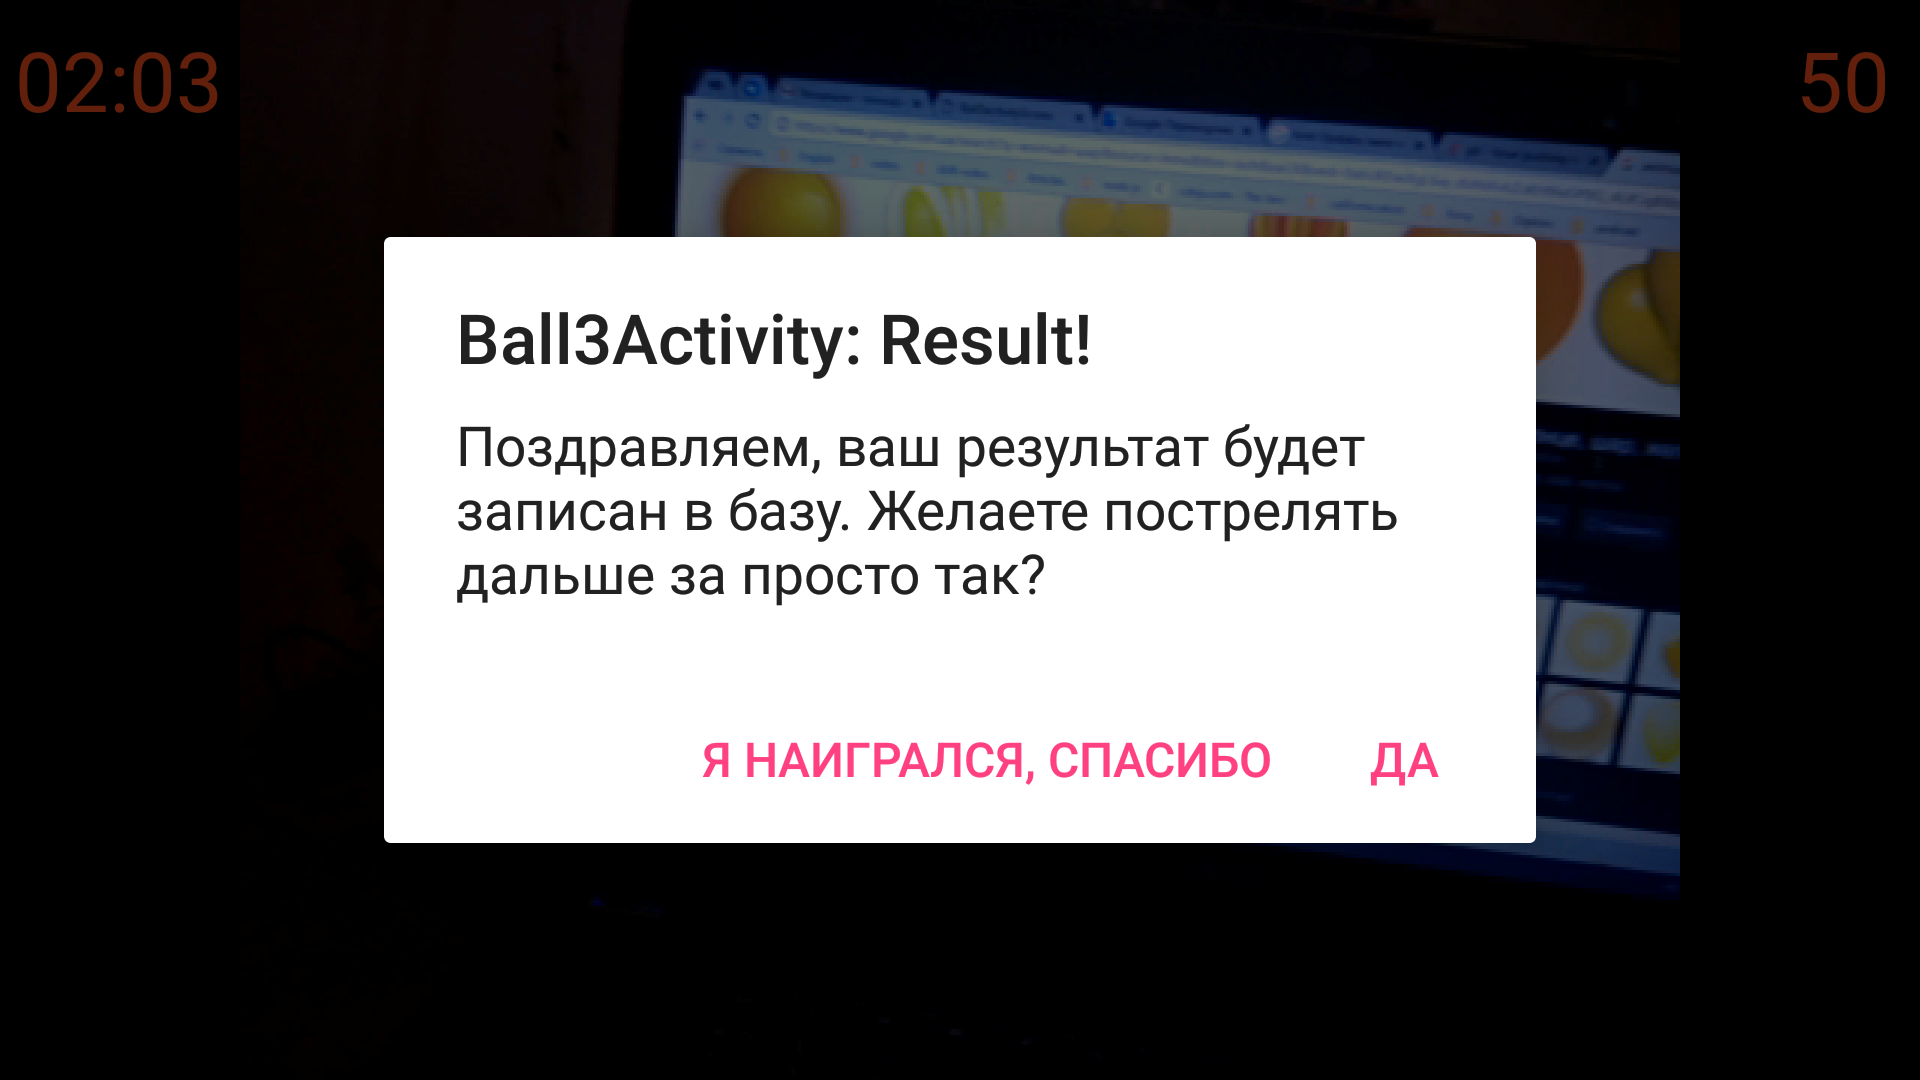 02:03
50
Ball3Activity: Result!
Поздравляем, ваш результат будет
записан в базу. Желаете пострелять
дальше за просто так?
Я НАИГРАЛСЯ, СПАСИБО
ДА